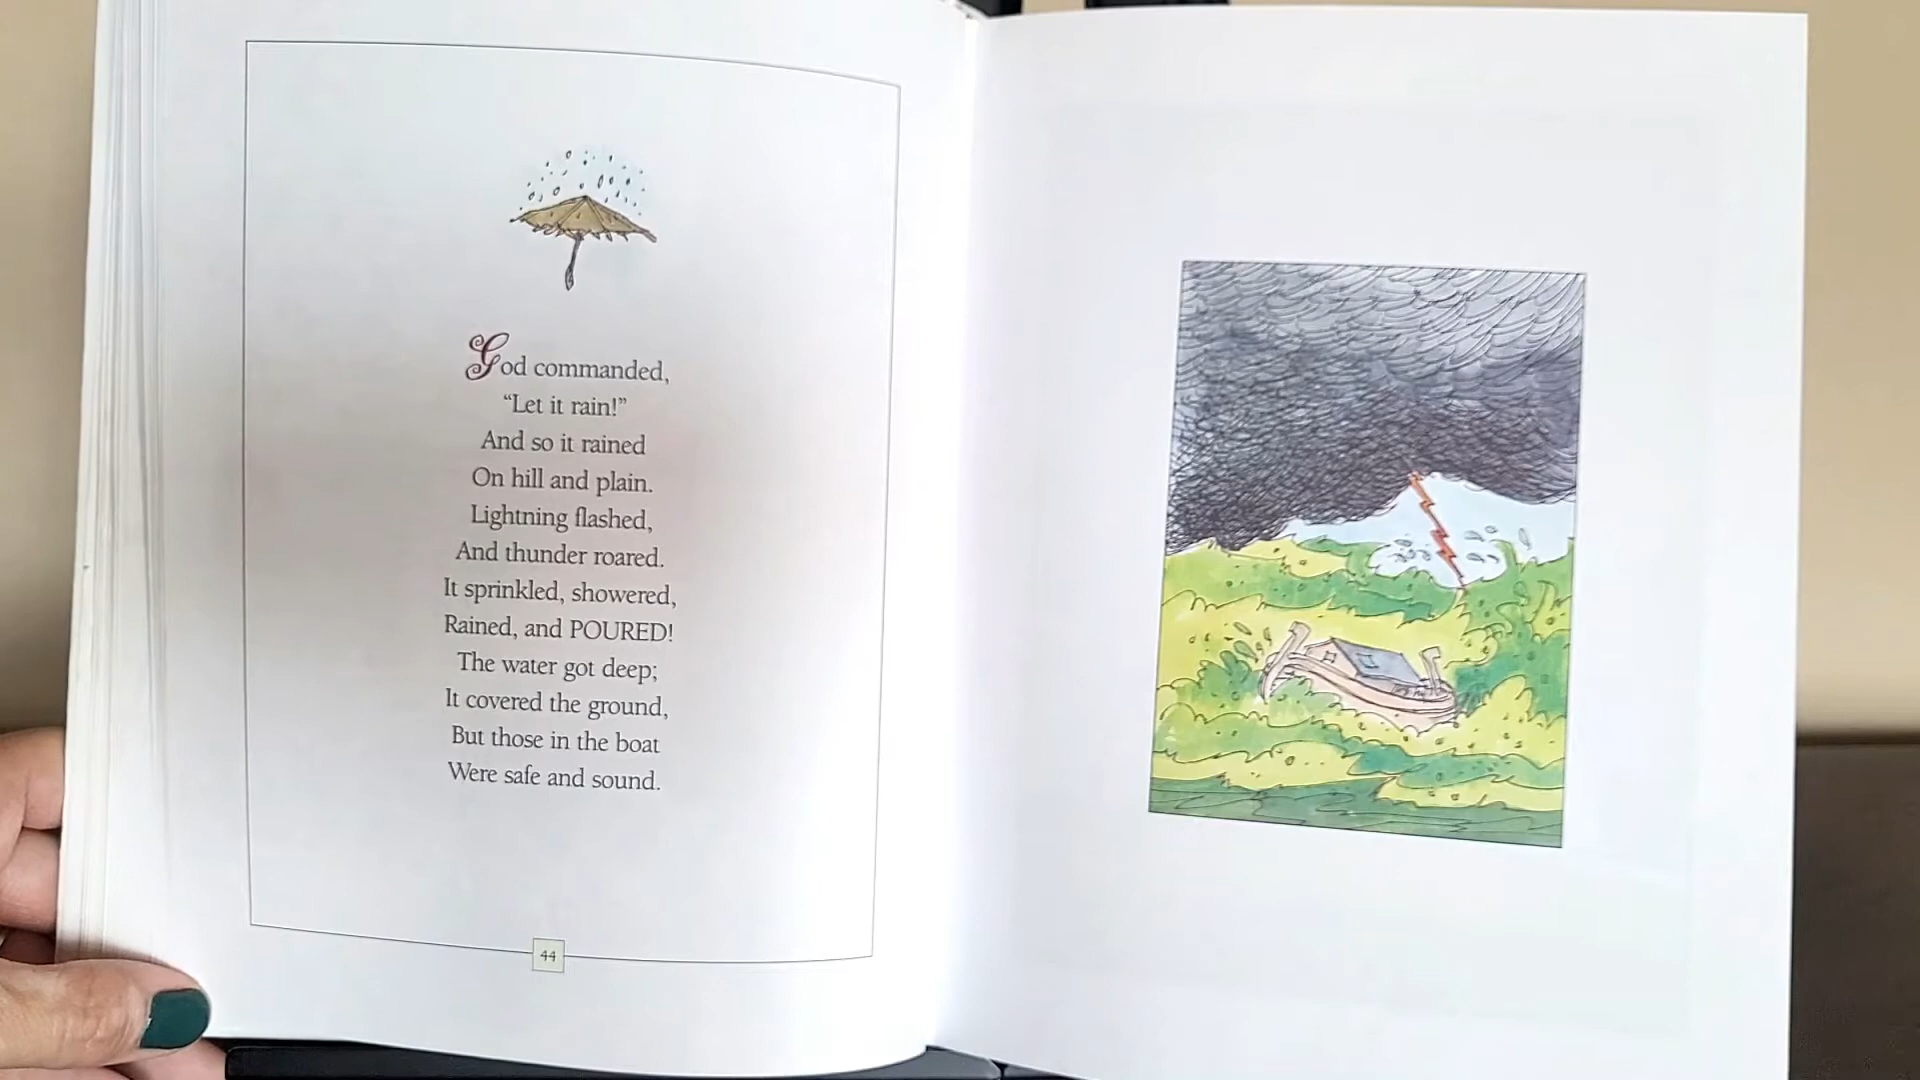 God commanded,
“Let it rain!”
And so it rained
On hill and plain.
Lightning flashed,
And thunder roared.
It sprinkled, showered,
Rained, and POURED!
The water got deep;
It covered the ground,
But those in the boat
Were safe and sound.
44